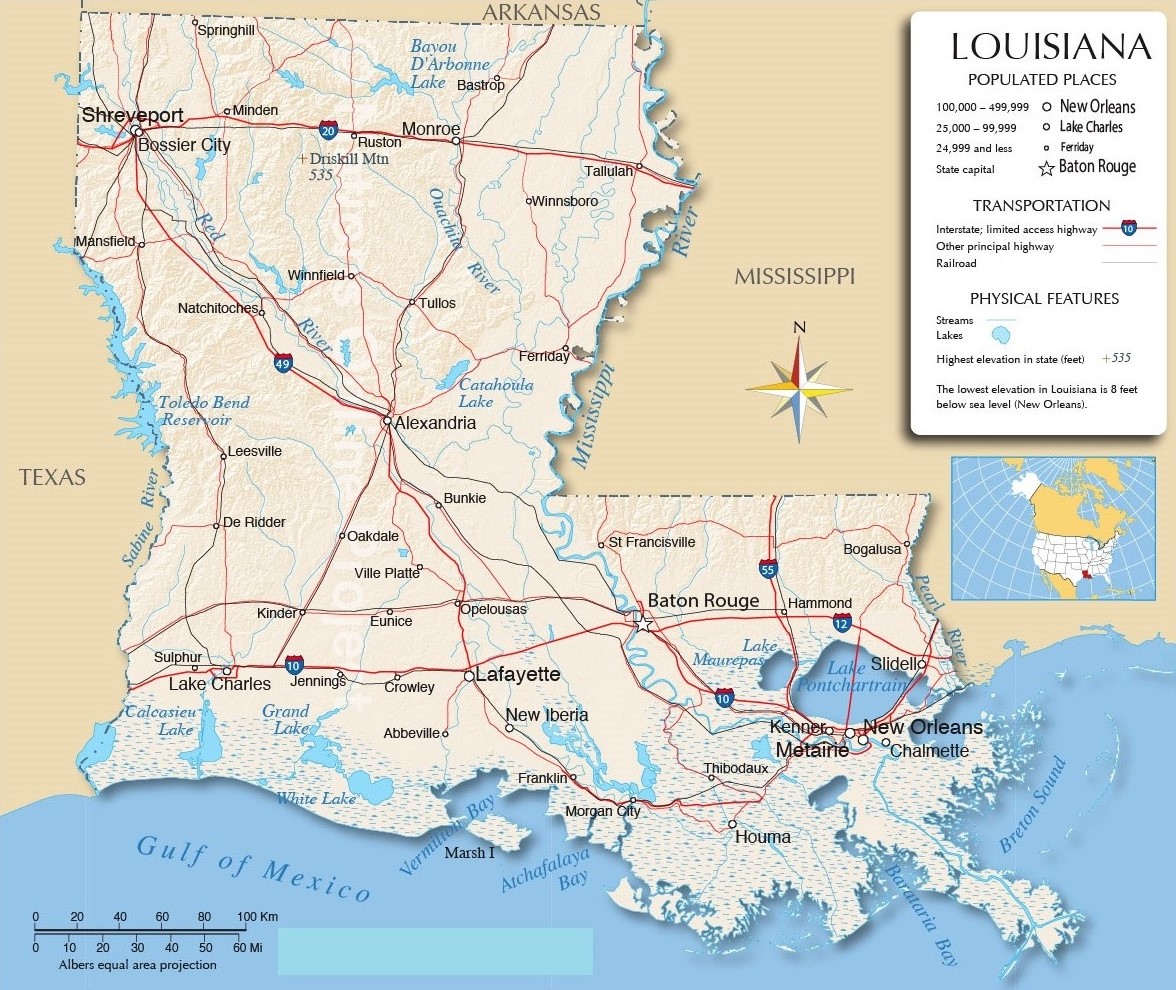 ARKANSAS
Springhill
Bayou
D'Arbonne
Lake
Bastrop
Shreveport
Minden
20
Monroe
Bossier City
Ruston
+Driskill Mtn
535
Tallulah
Winnsboro
Ouachita
River
Red
River
River
Mansfield
Winnfield
Tullos
Natchitoches
MISSISSIPPI
49
Ferriday
Catahoula
Lake
Mississippi
Toledo Bend
Reservoir
Alexandria
Leesville
TEXAS
Sabine River
Bunkie
De Ridder
Oakdale
St Francisville
Bogalusa
Ville Platte
55
Pearl
River
Kinder
Eunice
Opelousas
Baton Rouge
Hammond
12
Sulphur
10
Lake Charles
Jennings
Crowley
Lafayette
Lake
Maurepas
Lake
Pontchartrain
Slidell
10
Calcasieu
Lake
Grand
Lake
Abbeville
New Iberia
Kenner
New Orleans
Metairie
Chalmette
White Lake
Franklin
Thibodaux
Morgan City
Houma
Vermilion Bay
Marsh I
Atchafalaya
Bay
Breton Sound
Barataria Bay
Gulf of Mexico
0 20 40 60 80 100 Km
0 10 20 30 40 50 60 Mi
Albers equal area projection
LOUISIANA
POPULATED PLACES
100,000 – 499,999 New Orleans
25,000 – 99,999 Lake Charles
24,999 and less Ferriday
State capital Baton Rouge
TRANSPORTATION
Interstate; limited access highway 10
Other principal highway
Railroad
PHYSICAL FEATURES
Streams
Lakes
Highest elevation in state (feet) +535
The lowest elevation in Louisiana is 8 feet
below sea level (New Orleans).
N